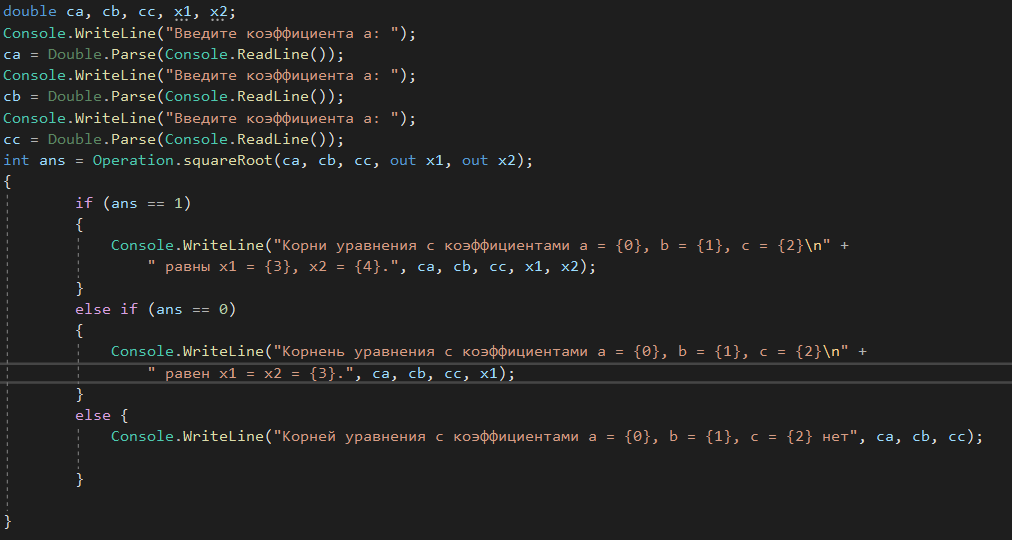 double ca, cb, cc, x1, x2;
Console.WriteLine("Введите коэффициента a: ");
ca = Double.Parse(Console.ReadLine());
Console.WriteLine("Введите коэффициента a: ");
cb = Double.Parse(Console.ReadLine());
Console.WriteLine("Введите коэффициента a: ");
cc = Double.Parse(Console.ReadLine());
int ans = Operation.squareRoot(ca, cb, cc, out x1, out x2);
{
if (ans == 1)
{
Console.WriteLine("Корни уравнения с коэффициентами a = {0}, b = {1}, c = {2}\n" +
" равны x1 = {3}, x2 = {4}.", ca, cb, cc, x1, x2);
}
else if (ans == 0)
{
Console.WriteLine("Корнень уравнения с коэффициентами a = {0}, b = {1}, c = {2}\n" +
" равен x1 = x2 = {3}.", ca, cb, cc, x1);
}
else {
Console.WriteLine("Корней уравнения с коэффициентами a = {0}, b = {1}, c = {2} нет", ca, cb, cc);
}
}